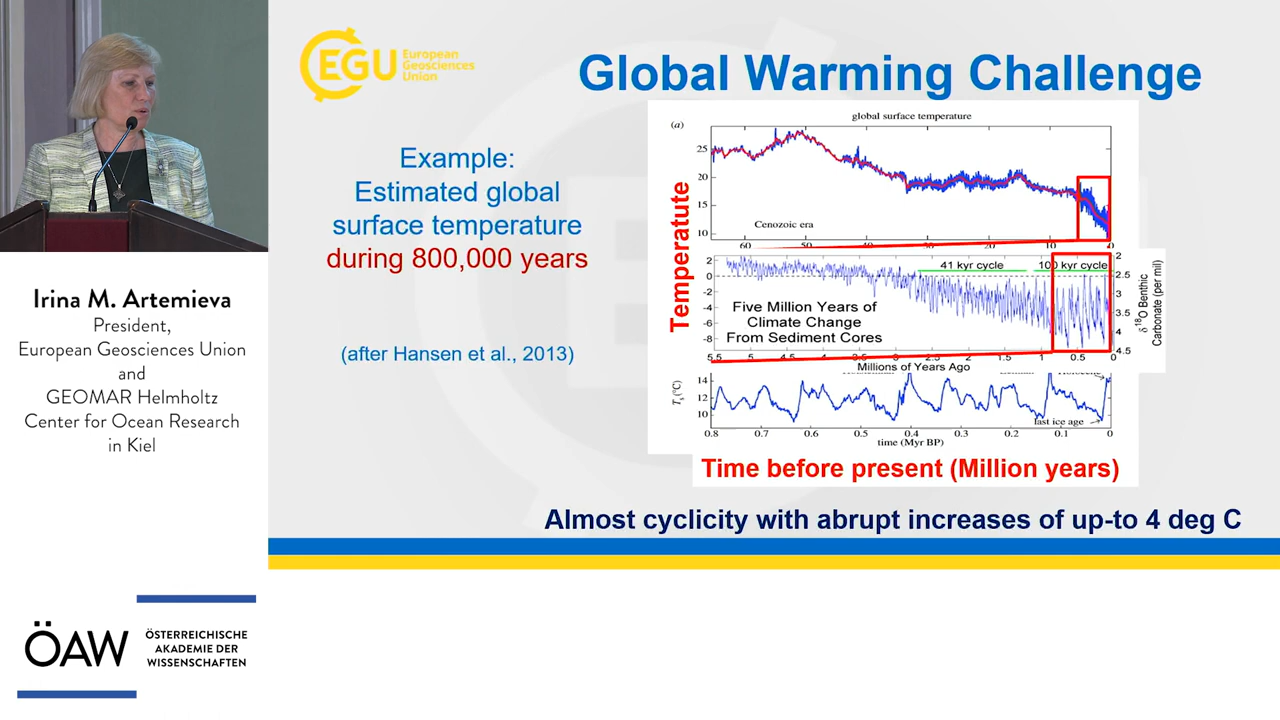 EGU European
Geosciences
Union
Global Warming Challenge
Example:
Estimated global
surface temperature
during 800,000 years
(after Hansen et al., 2013)
Temperatute
(a)
global surface temperature
25
20
15
10
Cenozoic era
60 50 40 30 20 10 0
41 kyr cycle 100 kyr cycle
2
0
-2
-4
-6
-8
Five Million Years of
Climate Change
From Sediment Cores
2
2.5
3
3.5
4
4.5
δ18O Benthic
Carbonate (per mil)
5.5 5 4.5 4 3.5 3 2.5 2 1.5 1 0.5 0
Millions of Years Ago
Holocene
Ts (°C)
14
12
10
last ice age
0.8 0.7 0.6 0.5 0.4 0.3 0.2 0.1 0
time (Myr BP)
Time before present (Million years)
Almost cyclicity with abrupt increases of up-to 4 deg C
Irina M. Artemieva
President,
European Geosciences Union
and
GEOMAR Helmholtz
Center for Ocean Research
in Kiel
ÖAW
ÖSTERREICHISCHE
AKADEMIE DER
WISSENSCHAFTEN